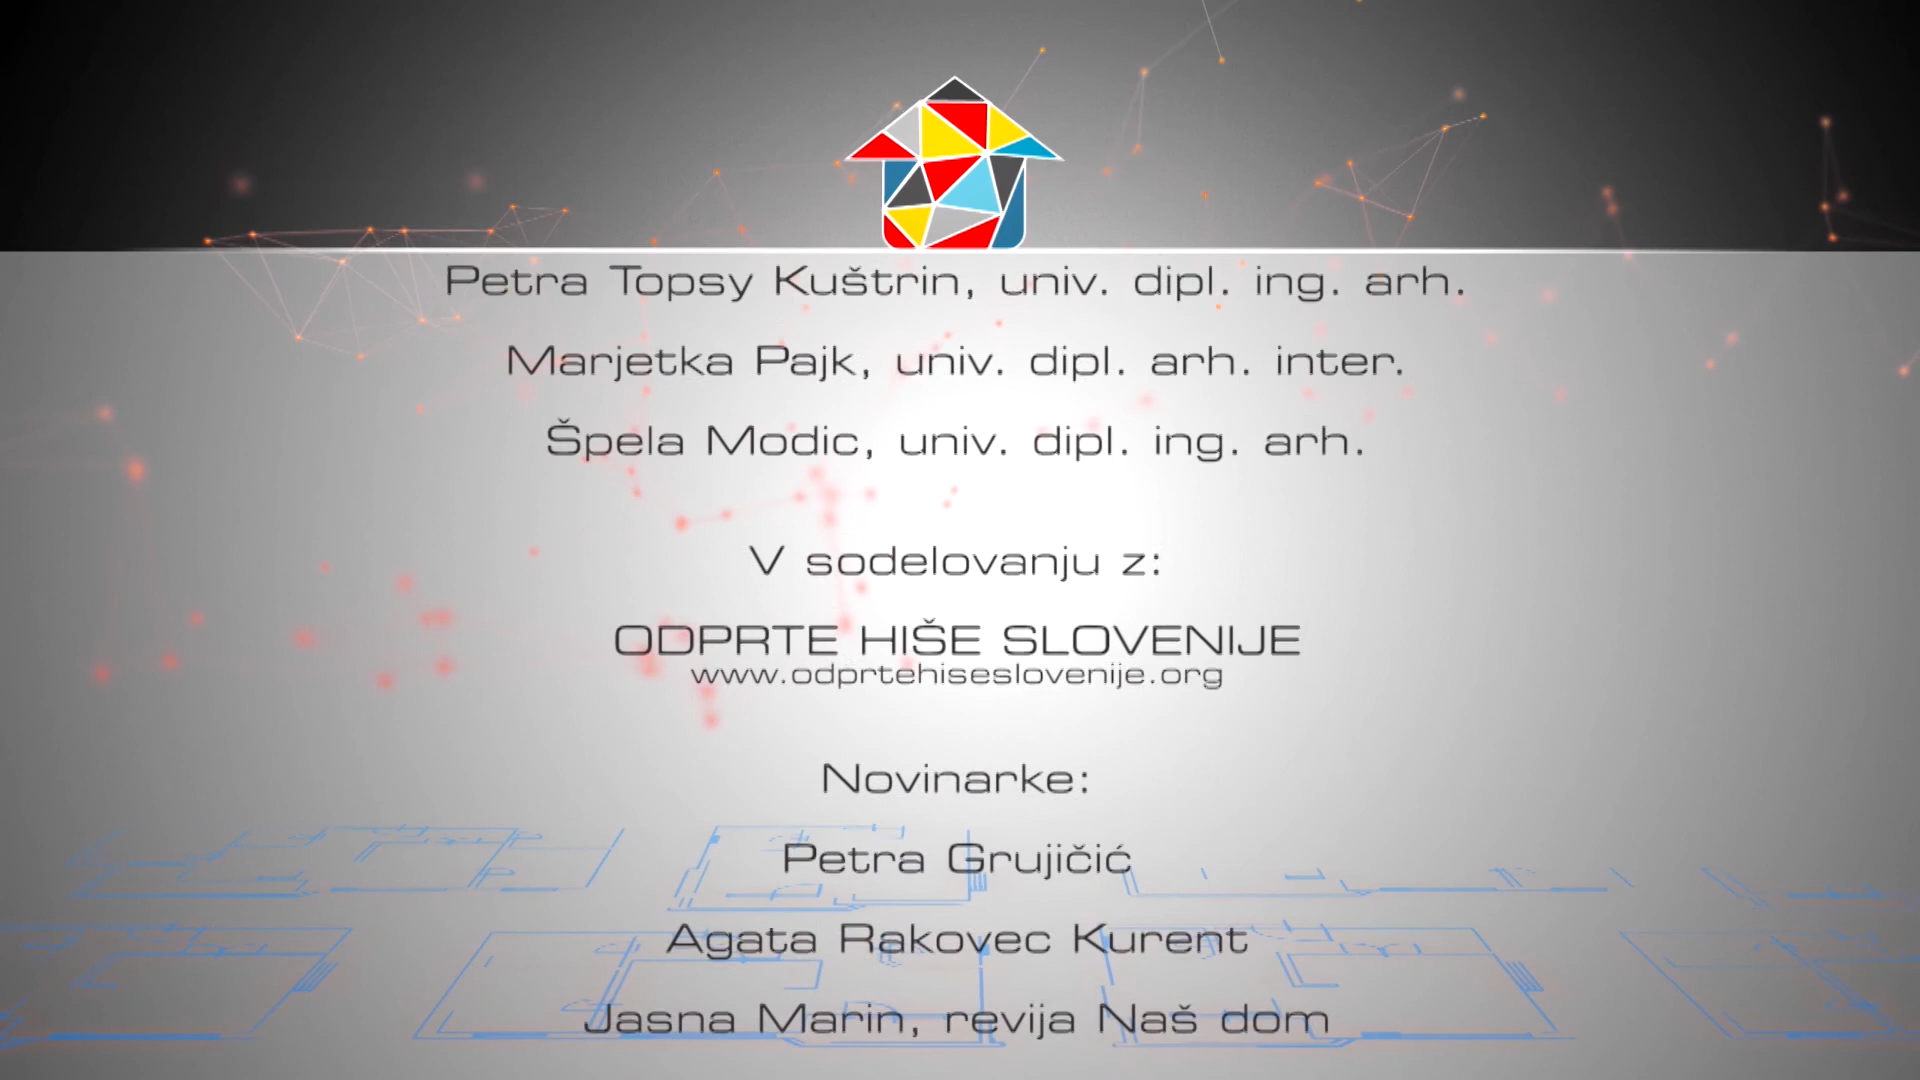 Petra Topsy Kuštrin, univ. dipl. ing. arh.
Marjetka Pajk, univ. dipl. arh. inter.
Špela Modic, univ. dipl. ing. arh.
V sodelovanju z:
ODPRTE HIŠE SLOVENIJE
www.odprtehiseslovenije.org
Novinarke:
Petra Grujičić
Agata Rakovec Kurent
Jasna Marin, revija Naš dom